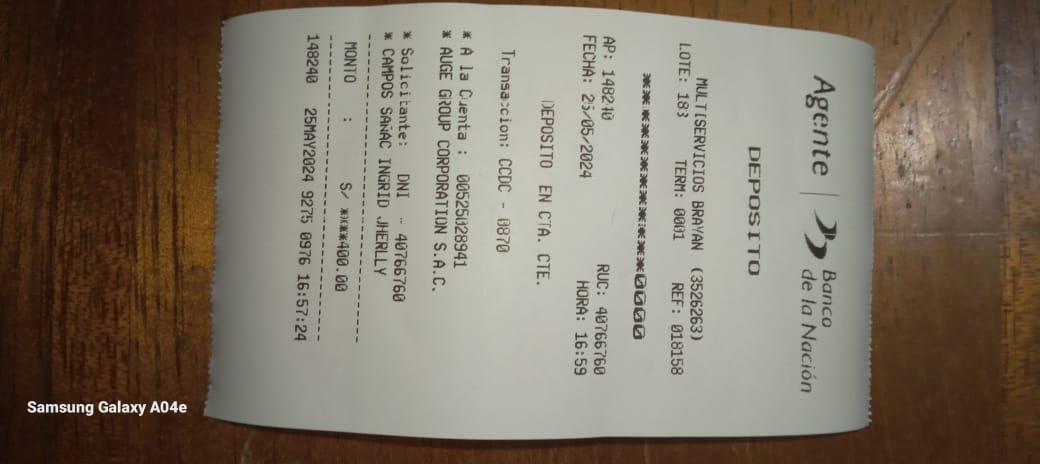 Agente | Banco de la Nación
DEPOSITO
MULTISERVICIOS BRAYAN (3526263)
LOTE: 183 TERM: 0001 REF: 018158
AP: 148240 RUC: 40766760
FECHA: 25/05/2024 HORA: 16:59
DEPOSITO EN CTA. CTE.
Transaccion: CCDC - 0870
* A la Cuenta : 00525028941
* AUGE GROUP CORPORATION S.A.C.
* Solicitante: DNI - 40766760
* CAMPOS SAÑAC INGRID JHERLLY
MONTO : S/ ****400.00
148240 25MAY2024 9275 0976 16:57:24
Samsung Galaxy A04e